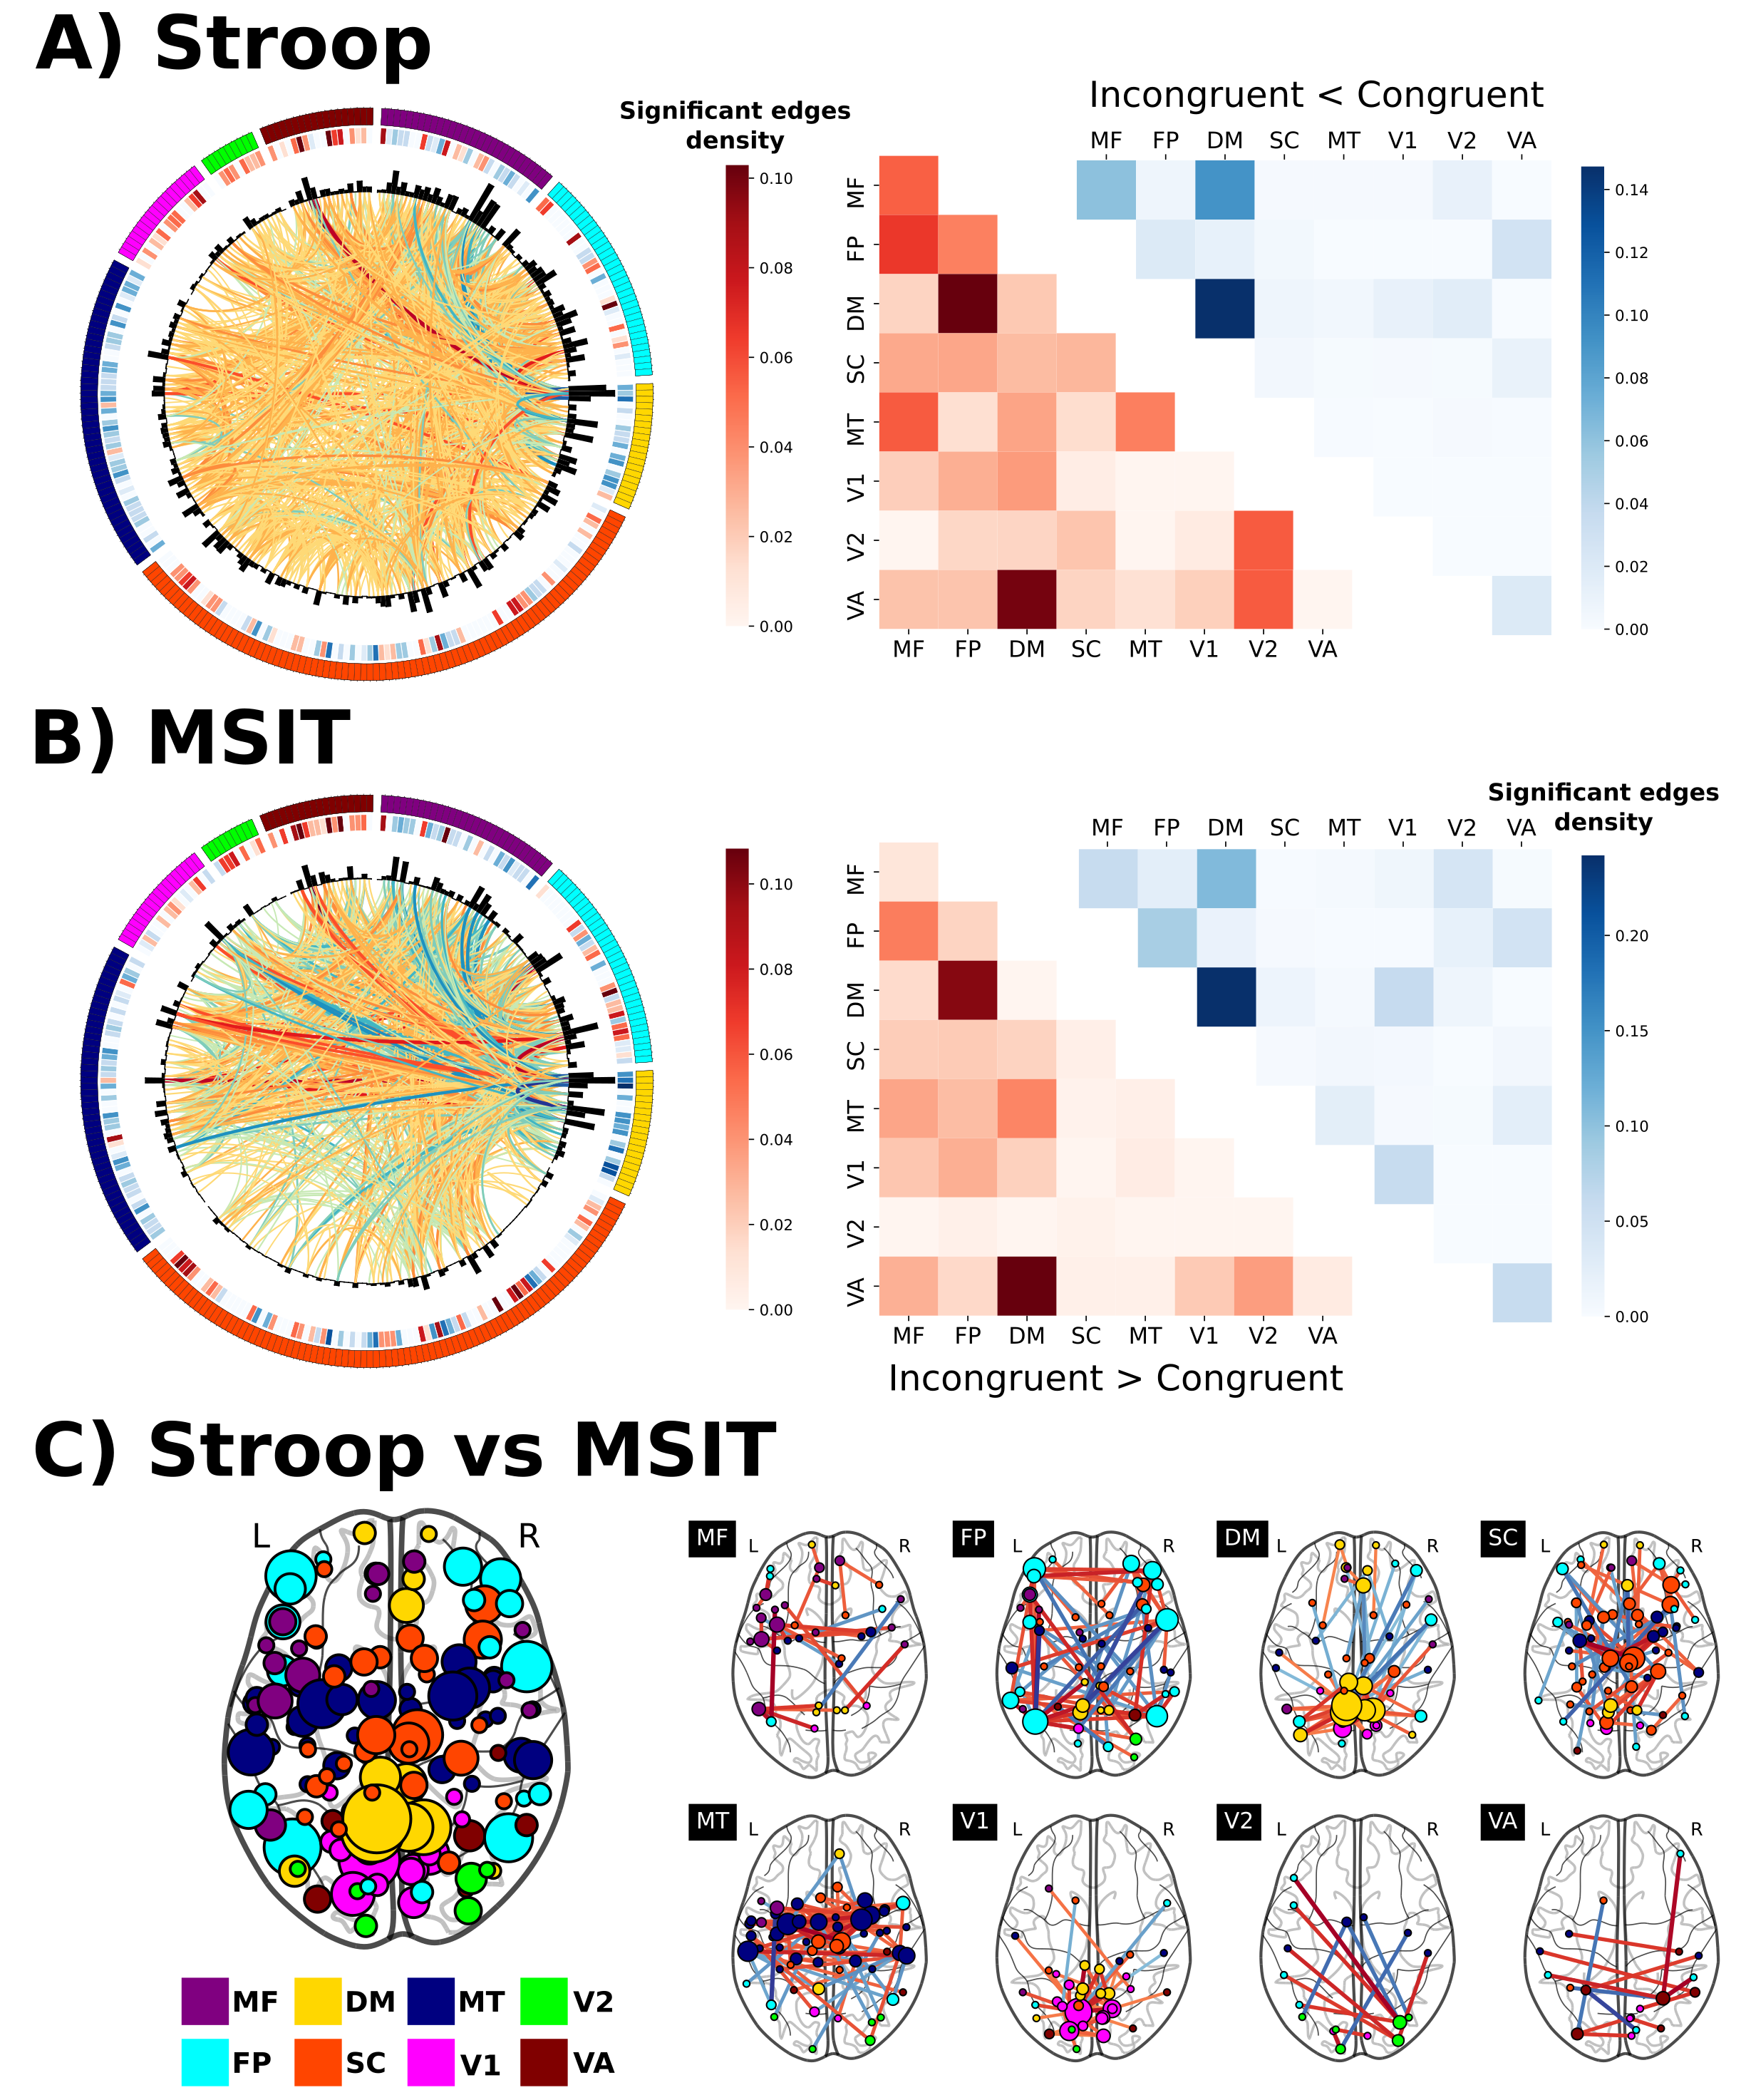 A) Stroop
Significant edges
density
Incongruent < Congruent
MF FP DM SC MT V1 V2 VA
0.10
0.08
0.06
0.04
0.02
0.00
MF
FP
DM
SC
MT
V1
V2
VA
MF FP DM SC MT V1 V2 VA
0.14
0.12
0.10
0.08
0.06
0.04
0.02
0.00
B) MSIT
Significant edges
density
MF FP DM SC MT V1 V2 VA
0.10
0.08
0.06
0.04
0.02
0.00
MF
FP
DM
SC
MT
V1
V2
VA
MF FP DM SC MT V1 V2 VA
0.20
0.15
0.10
0.05
0.00
Incongruent > Congruent
C) Stroop vs MSIT
L R
MF DM MT V2
FP SC V1 VA
MF L R
FP L R
DM L R
SC L R
MT L R
V1 L R
V2 L R
VA L R